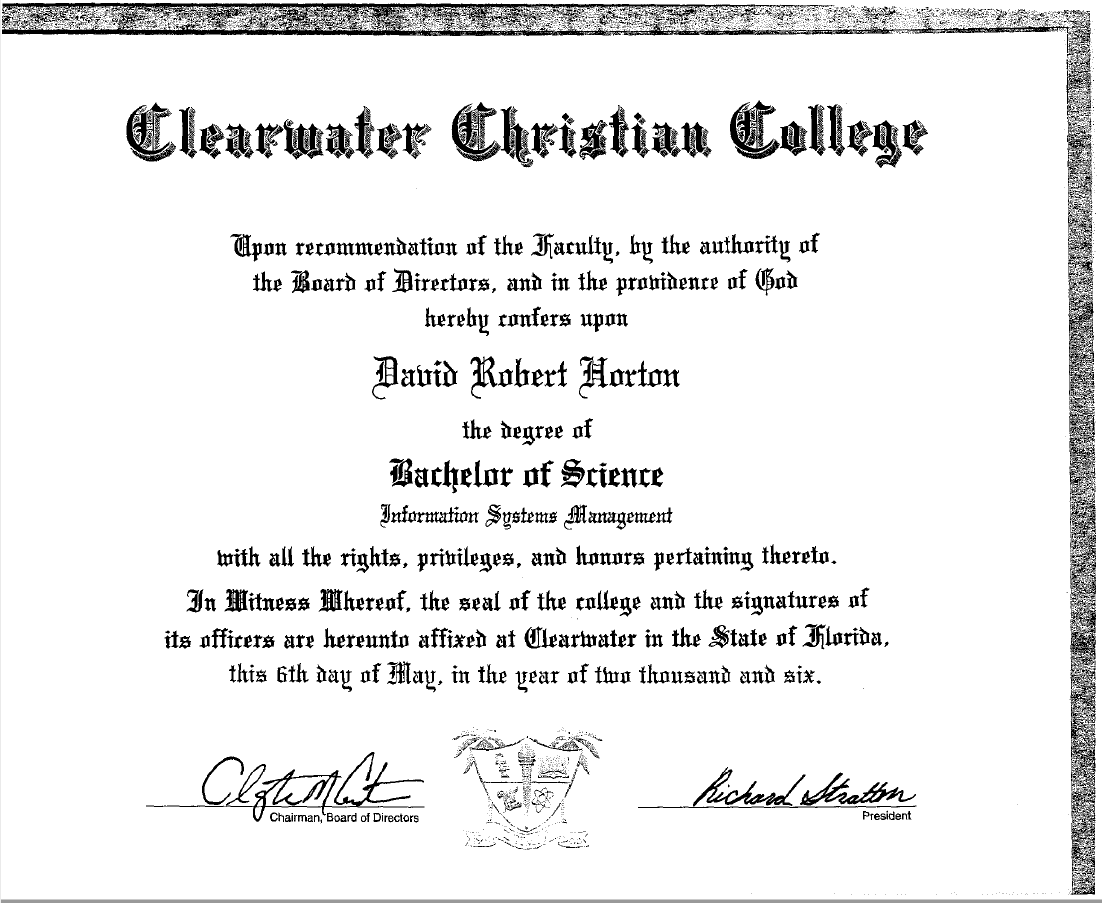 Clearwater Christian College
Upon recommendation of the Faculty, by the authority of
the Board of Directors, and in the providence of God
hereby confers upon
David Robert Horton
the degree of
Bachelor of Science
Information Systems Management
with all the rights, privileges, and honors pertaining thereto.
In Witness Whereof, the seal of the college and the signatures of
its officers are hereunto affixed at Clearwater in the State of Florida,
this 6th day of May, in the year of two thousand and six.
Richard Stratton
Chairman, Board of Directors
President